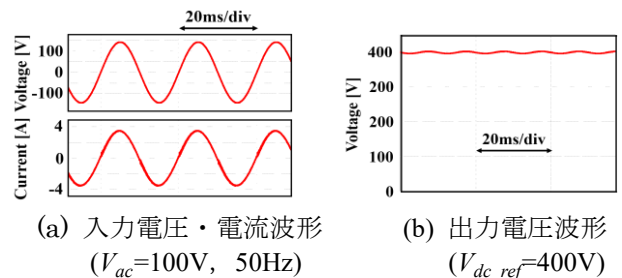 20ms/div
Voltage [V]
100
0
-100
Current [A]
4
0
-4
(a) 入力電圧・電流波形
(Vac=100V, 50Hz)
Voltage [V]
400
200
200
100
0
20ms/div
(b) 出力電圧波形
(Vdc_ref=400V)